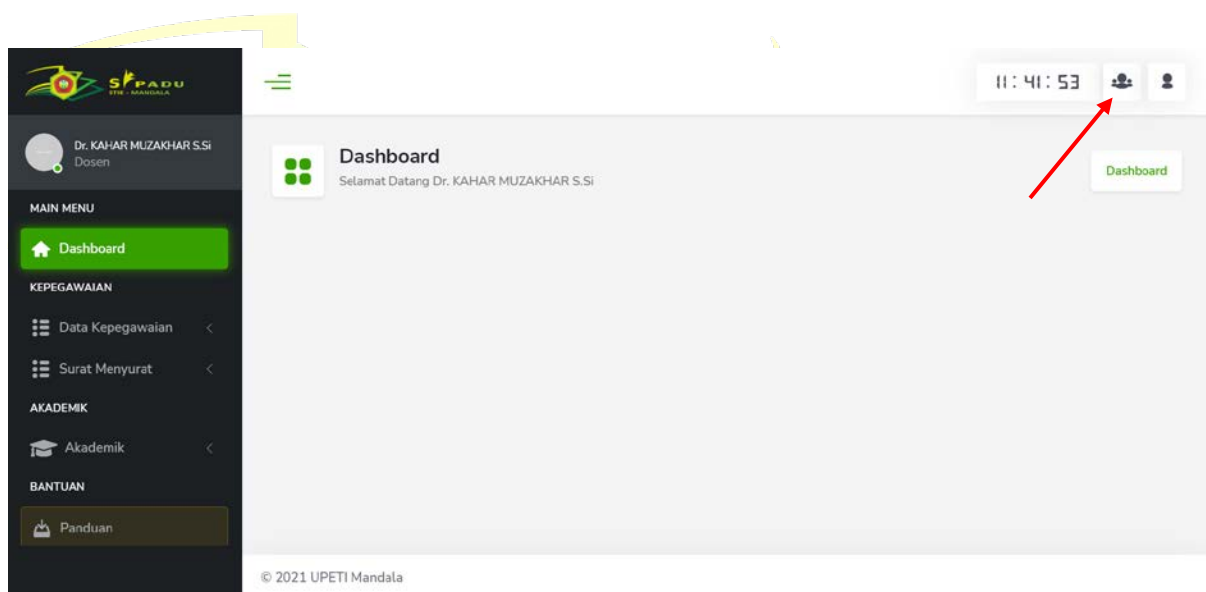 SIPADU
STIE - MANDALA
11:41:53
Dr. KAHAR MUZAKHAR S.Si
Dosen
Dashboard
Selamat Datang Dr. KAHAR MUZAKHAR S.Si
Dashboard
MAIN MENU
Dashboard
KEPEGAWAIAN
Data Kepegawaian
Surat Menyurat
AKADEMIK
Akademik
BANTUAN
Panduan
© 2021 UPETI Mandala